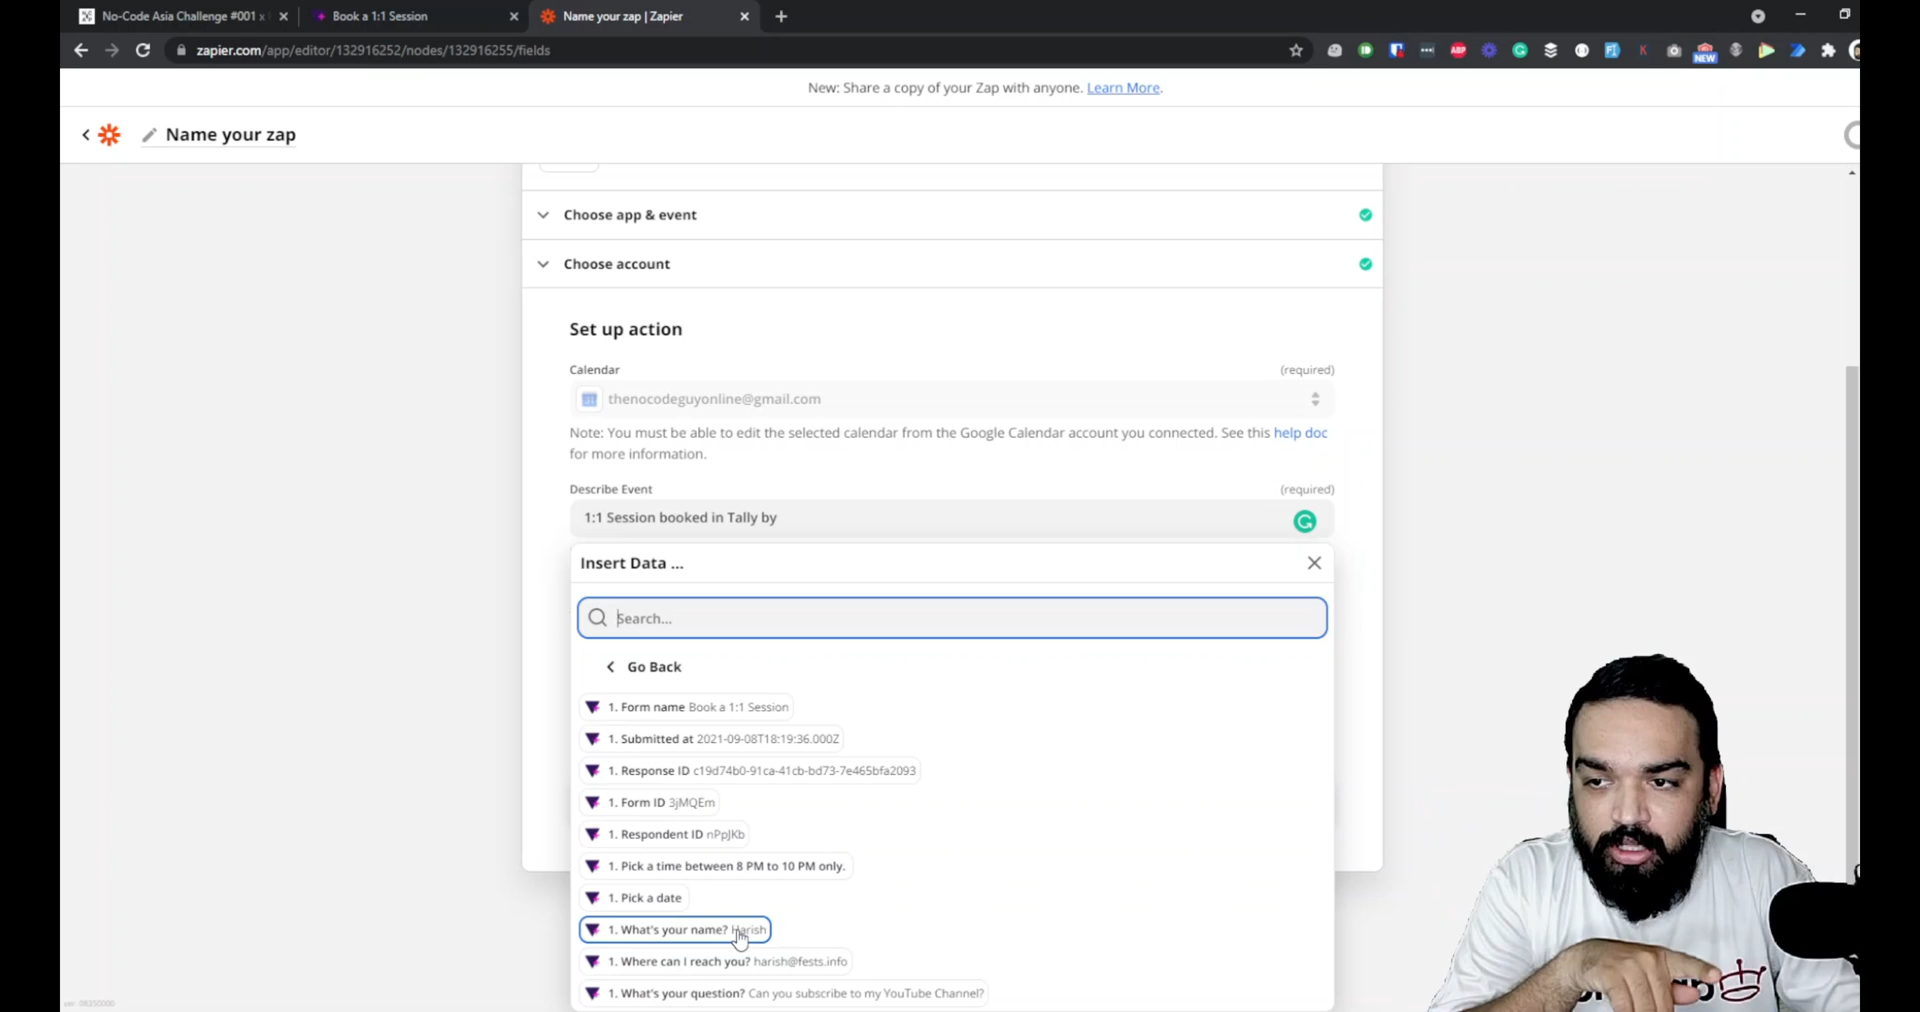 No-Code Asia Challenge #001 x
Book a 1:1 Session
Name your zap | Zapier
zapier.com/app/editor/132916252/nodes/132916255/fields
ABP
NEW
New: Share a copy of your Zap with anyone. Learn More.
Name your zap
Choose app & event
Choose account
Set up action
Calendar (required)
thenocodeguyonline@gmail.com
Note: You must be able to edit the selected calendar from the Google Calendar account you connected. See this help doc
for more information.
Describe Event (required)
1:1 Session booked in Tally by
Insert Data ...
Search...
Go Back
1. Form name Book a 1:1 Session
1. Submitted at 2021-09-08T18:19:36.000Z
1. Response ID c19d74b0-91ca-41cb-bd73-7e465bfa2093
1. Form ID 3jMQEm
1. Respondent ID nPpJKb
1. Pick a time between 8 PM to 10 PM only.
1. Pick a date
1. What's your name? Harish
1. Where can I reach you? harish@fests.info
1. What's your question? Can you subscribe to my YouTube Channel?